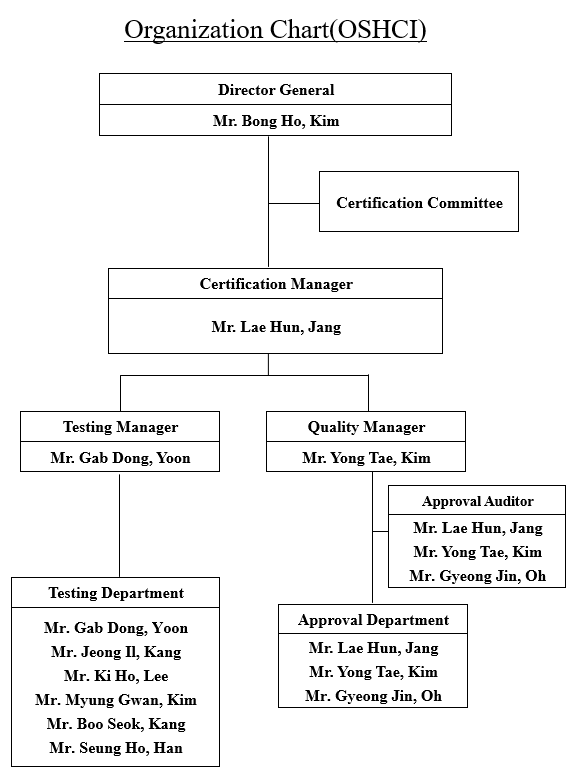 Organization Chart(OSHCI)
Director General
Mr. Bong Ho, Kim
Certification Committee
Certification Manager
Mr. Lae Hun, Jang
Testing Manager
Mr. Gab Dong, Yoon
Quality Manager
Mr. Yong Tae, Kim
Approval Auditor
Mr. Lae Hun, Jang
Mr. Yong Tae, Kim
Mr. Gyeong Jin, Oh
Testing Department
Mr. Gab Dong, Yoon
Mr. Jeong Il, Kang
Mr. Ki Ho, Lee
Mr. Myung Gwan, Kim
Mr. Boo Seok, Kang
Mr. Seung Ho, Han
Approval Department
Mr. Lae Hun, Jang
Mr. Yong Tae, Kim
Mr. Gyeong Jin, Oh